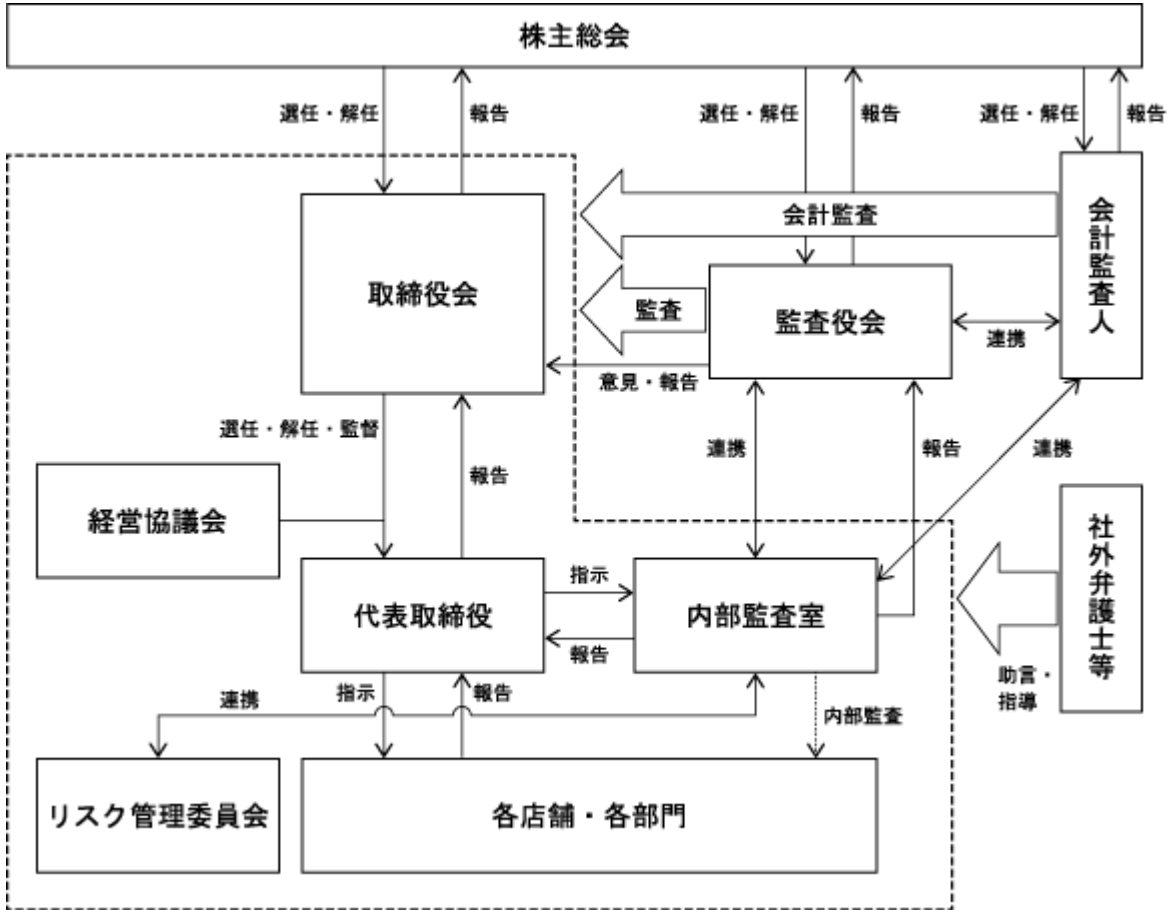 株主総会
選任・解任
報告
選任・解任
報告
選任・解任
報告
会計監査人
会計監査
取締役会
監査
監査役会
連携
意見・報告
選任・解任・監督
報告
連携
報告
連携
経営協議会
社外弁護士等
代表取締役
指示
報告
内部監査室
助言・
指導
連携
指示
報告
内部監査
リスク管理委員会
各店舗・各部門